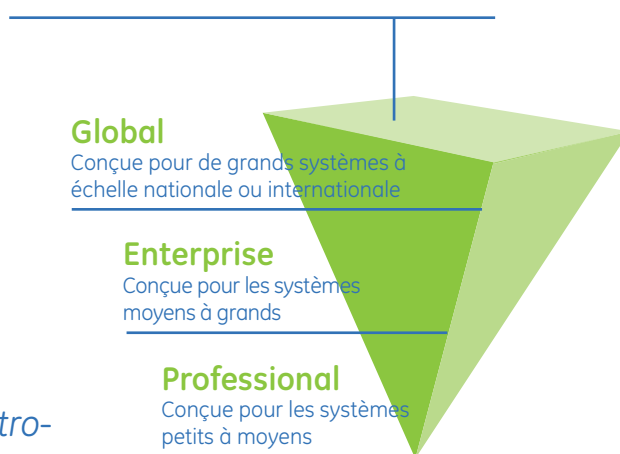 Global
Conçue pour de grands systèmes à
échelle nationale ou internationale
Enterprise
Conçue pour les systèmes
moyens à grands
Professional
Conçue pour les systèmes
petits à moyens
tro-